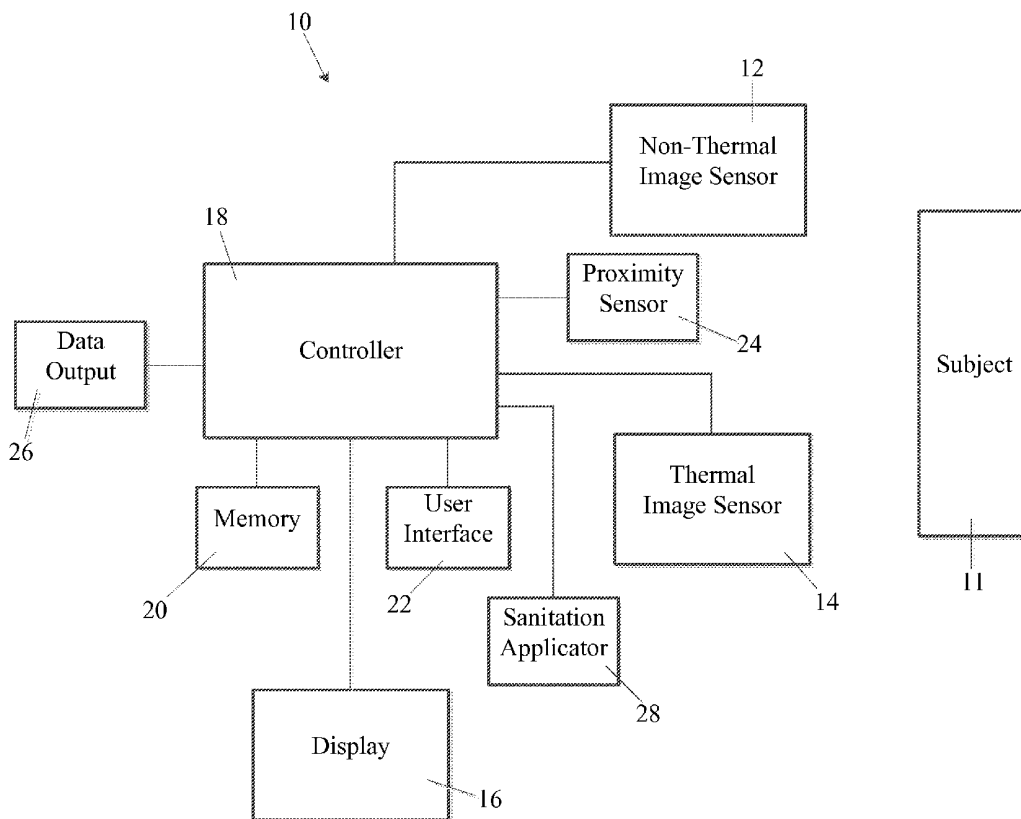 10
12
Non-Thermal
Image Sensor
18
Proximity
Sensor
24
Data
Output
26
Controller
Subject
11
Thermal
Image Sensor
14
Memory
20
User
Interface
22
Sanitation
Applicator
28
Display
16